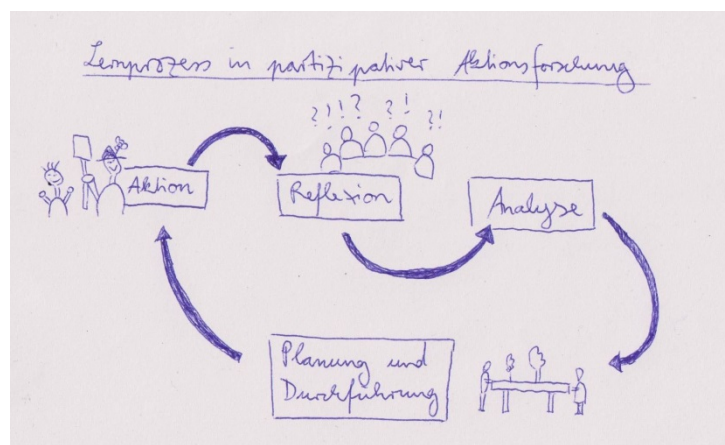 Lernprozess in partizipativer Aktionsforschung
?!!? ?! ?!
Aktion
Reflexion
Analyse
Planung und
Durchführung